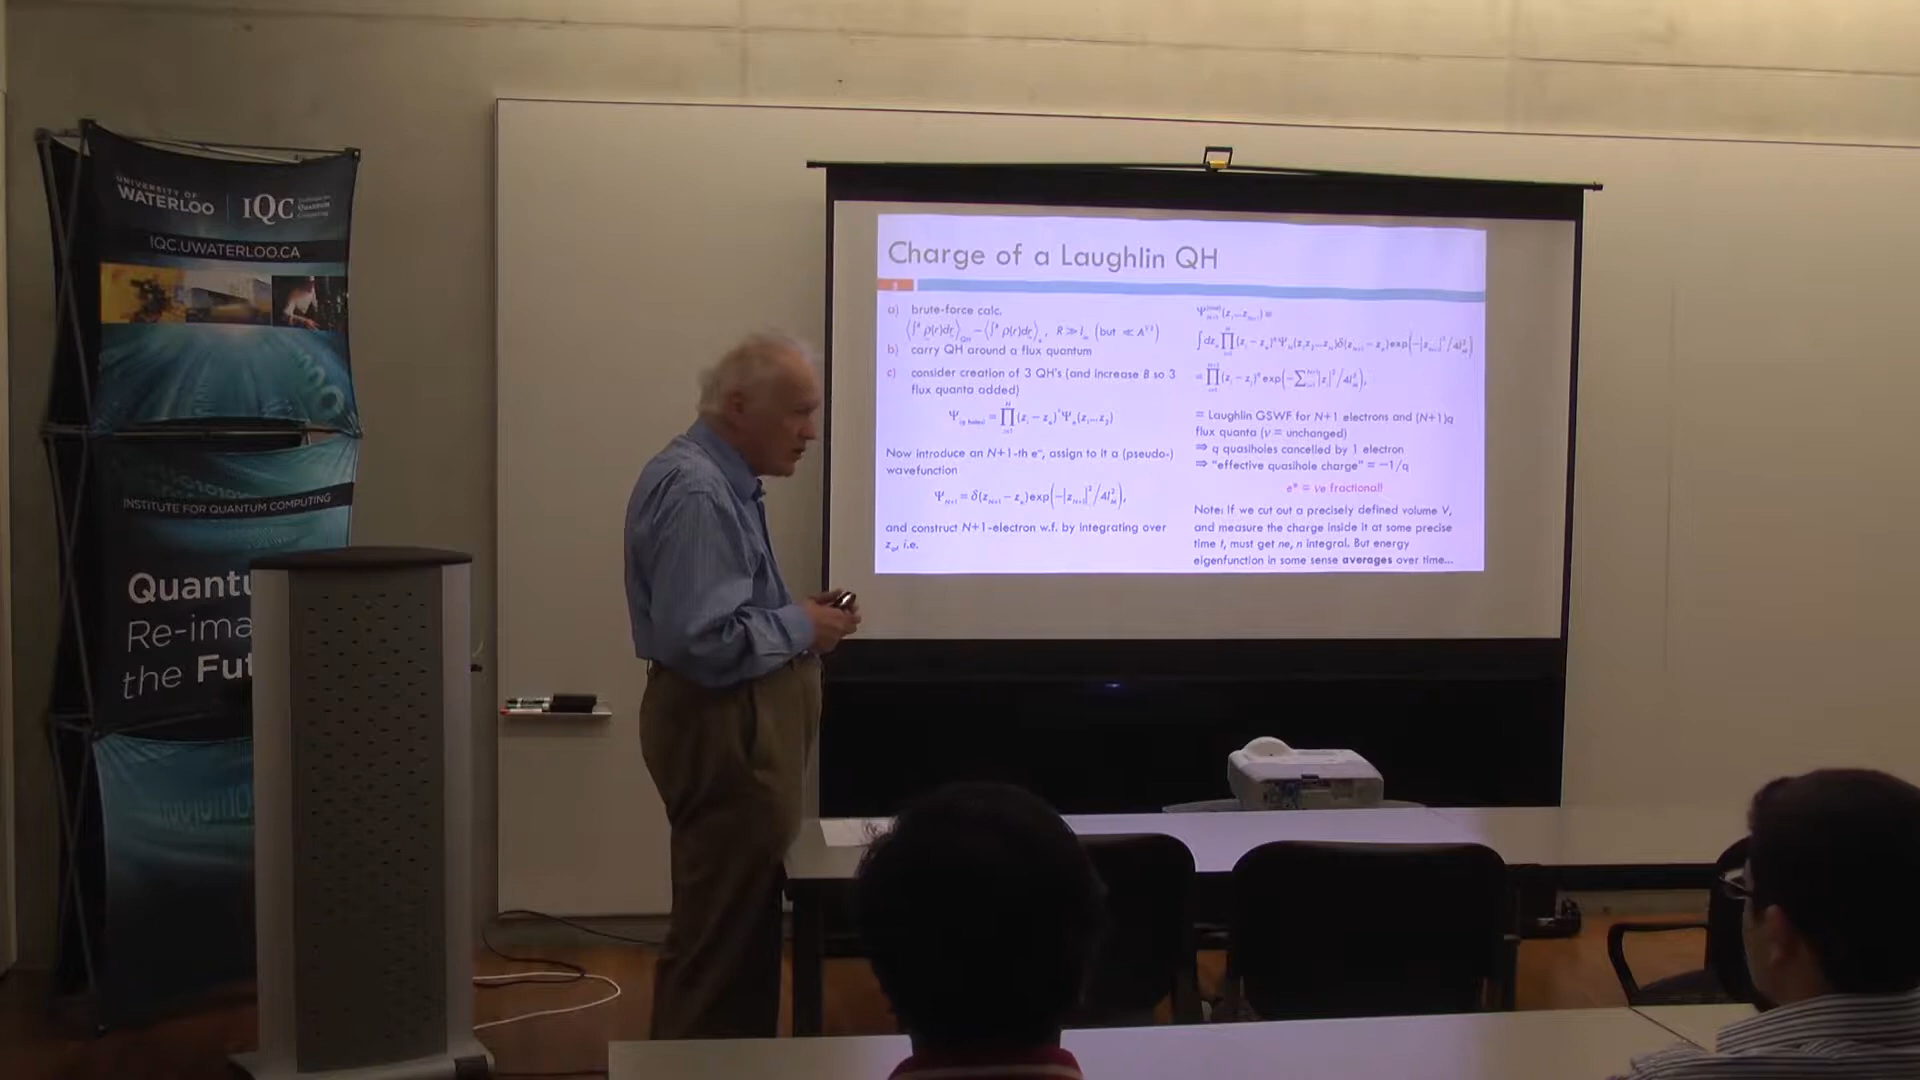 UNIVERSITY OF
WATERLOO
IQC
Institute for
Quantum
Computing
IQC.UWATERLOO.CA
INSTITUTE FOR QUANTUM COMPUTING
Quantu
Re-ima
the Fut
Charge of a Laughlin QH
a) brute-force calc.
b) carry QH around a flux quantum
c) consider creation of 3 QH's (and increase B so 3
flux quanta added)
Now introduce an N+1-th e⁻, assign to it a (pseudo-)
wavefunction
and construct N+1-electron w.f. by integrating over
i.e.
= Laughlin GSWF for N+1 electrons and (N+1)q
flux quanta (ν = unchanged)
⇒ q quasiholes cancelled by 1 electron
⇒ "effective quasihole charge" = −1/q
e* = νe fractional!
Note: If we cut out a precisely defined volume V,
and measure the charge inside it at some precise
time t, must get ne, n integral. But energy
eigenfunction in some sense averages over time...